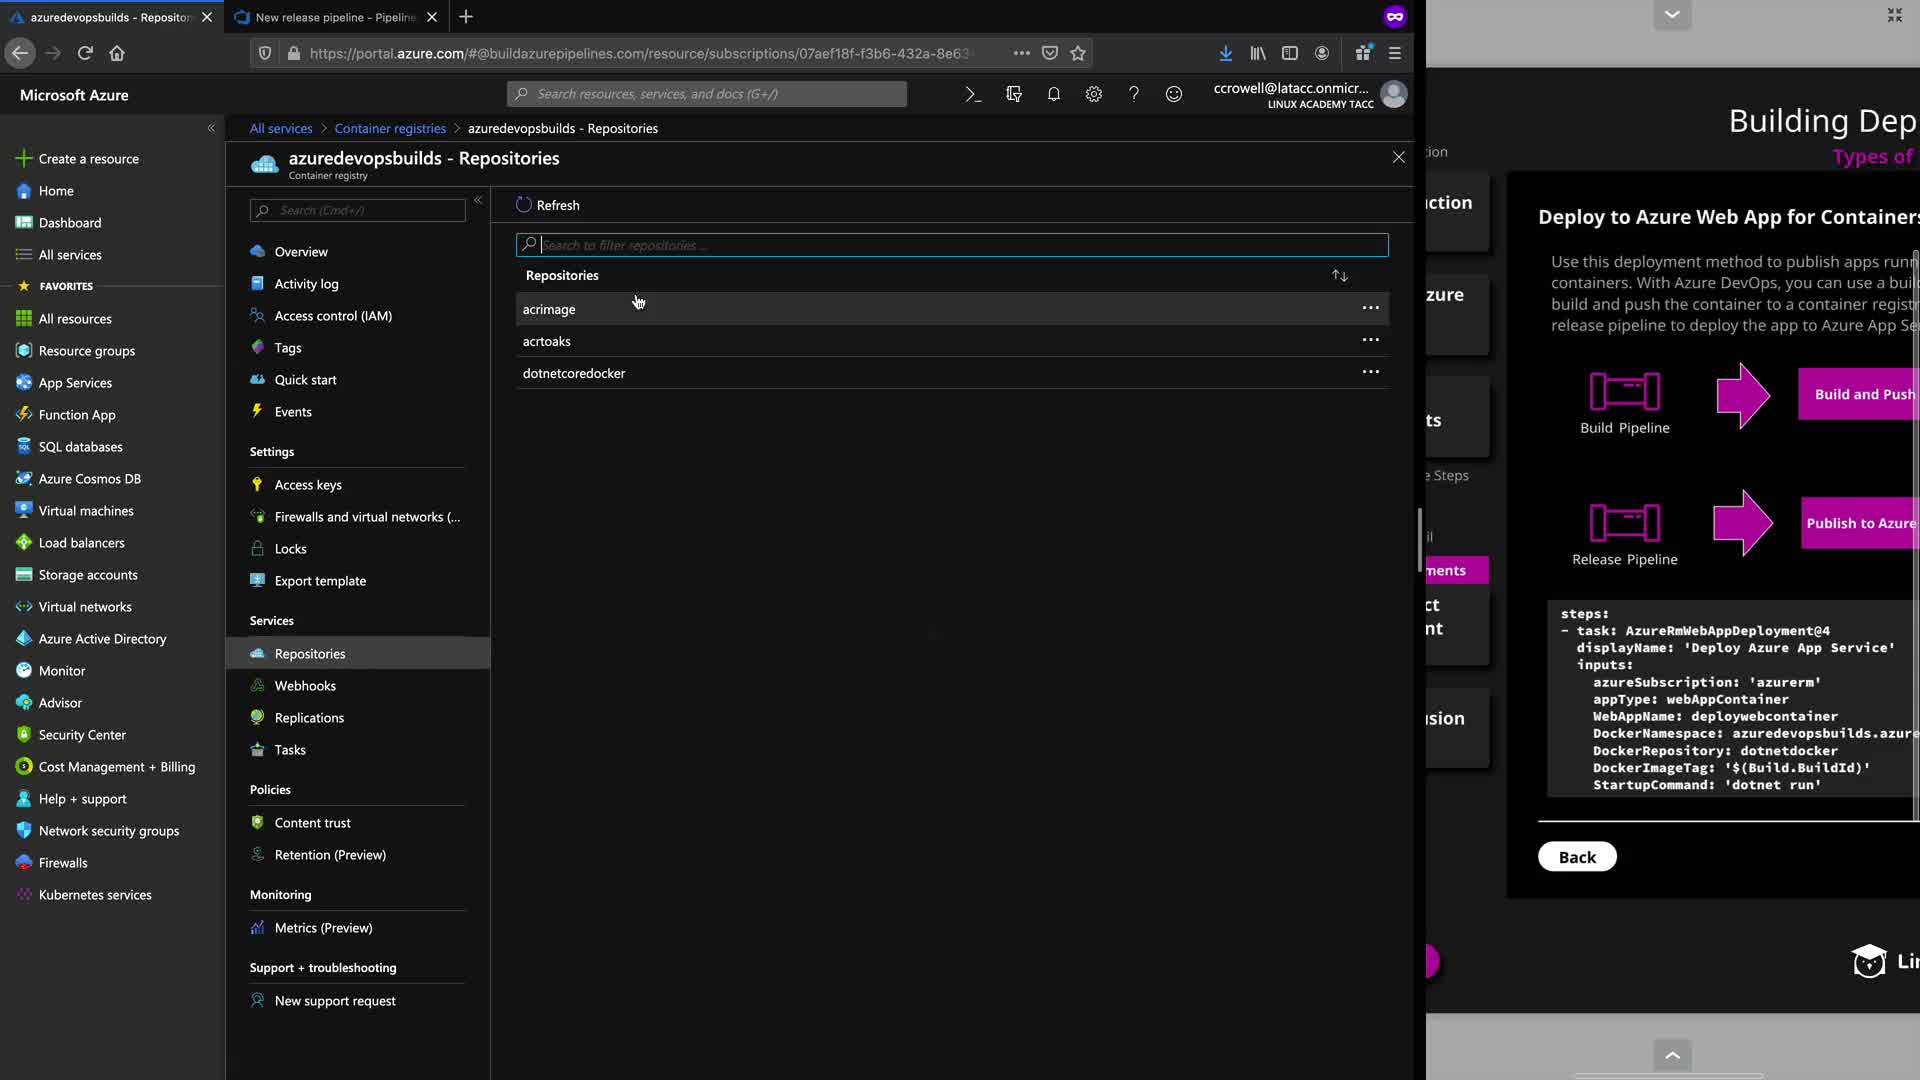 azuredevopsbuilds - Repositori
New release pipeline - Pipeline
https://portal.azure.com/#@buildazurepipelines.com/resource/subscriptions/07aef18f-f3b6-432a-8e63
Microsoft Azure
Search resources, services, and docs (G+/)
ccrowell@latacc.onmicr...
LINUX ACADEMY TACC
All services > Container registries > azuredevopsbuilds - Repositories
azuredevopsbuilds - Repositories
Container registry
Create a resource
Home
Dashboard
All services
FAVORITES
All resources
Resource groups
App Services
Function App
SQL databases
Azure Cosmos DB
Virtual machines
Load balancers
Storage accounts
Virtual networks
Azure Active Directory
Monitor
Advisor
Security Center
Cost Management + Billing
Help + support
Network security groups
Firewalls
Kubernetes services
Search (Cmd+/)
Overview
Activity log
Access control (IAM)
Tags
Quick start
Events
Settings
Access keys
Firewalls and virtual networks (...
Locks
Export template
Services
Repositories
Webhooks
Replications
Tasks
Policies
Content trust
Retention (Preview)
Monitoring
Metrics (Preview)
Support + troubleshooting
New support request
Refresh
Search to filter repositories ...
Repositories
acrimage
acrtoaks
dotnetcoredocker
Building Dep
Types of
tion
ction
zure
ts
e Steps
il
ments
ct
nt
usion
Deploy to Azure Web App for Containers
Use this deployment method to publish apps runn
containers. With Azure DevOps, you can use a buil
build and push the container to a container regist
release pipeline to deploy the app to Azure App Se
Build Pipeline
Build and Push
Release Pipeline
Publish to Azure
steps:
- task: AzureRmWebAppDeployment@4
displayName: 'Deploy Azure App Service'
inputs:
azureSubscription: 'azurerm'
appType: webAppContainer
WebAppName: deploywebcontainer
DockerNamespace: azuredevopsbuilds.azure
DockerRepository: dotnetdocker
DockerImageTag: '$(Build.BuildId)'
StartupCommand: 'dotnet run'
Back
Lin